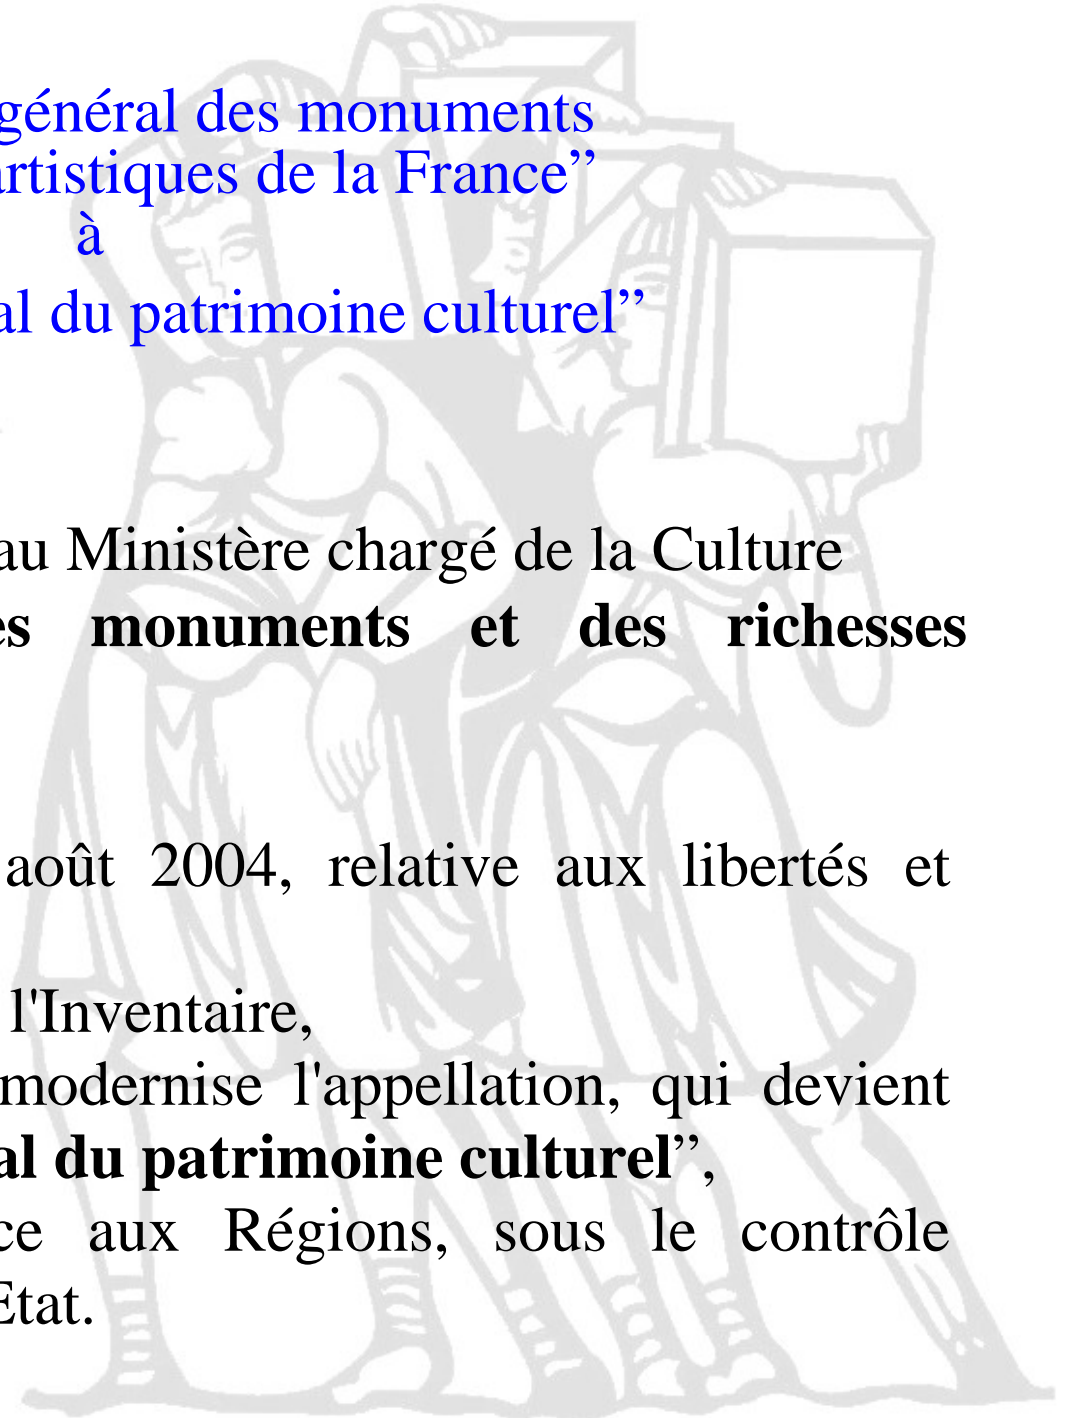 général des monuments
artistiques de la France”
à
al du patrimoine culturel”
au Ministère chargé de la Culture
es monuments et des richesses
août 2004, relative aux libertés et
l'Inventaire,
modernise l'appellation, qui devient
al du patrimoine culturel”,
ce aux Régions, sous le contrôle
Etat.